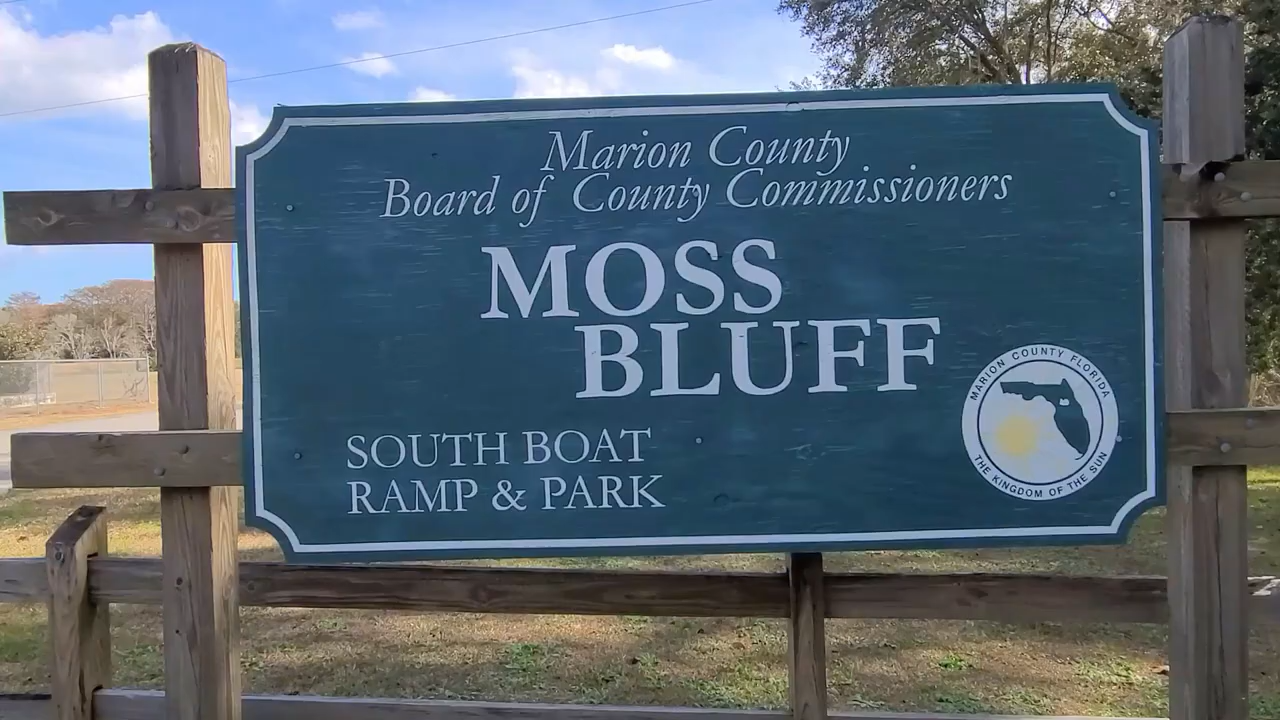 Marion County
Board of County Commissioners
MOSS
BLUFF
SOUTH BOAT
RAMP & PARK
MARION COUNTY FLORIDA
THE KINGDOM OF THE SUN